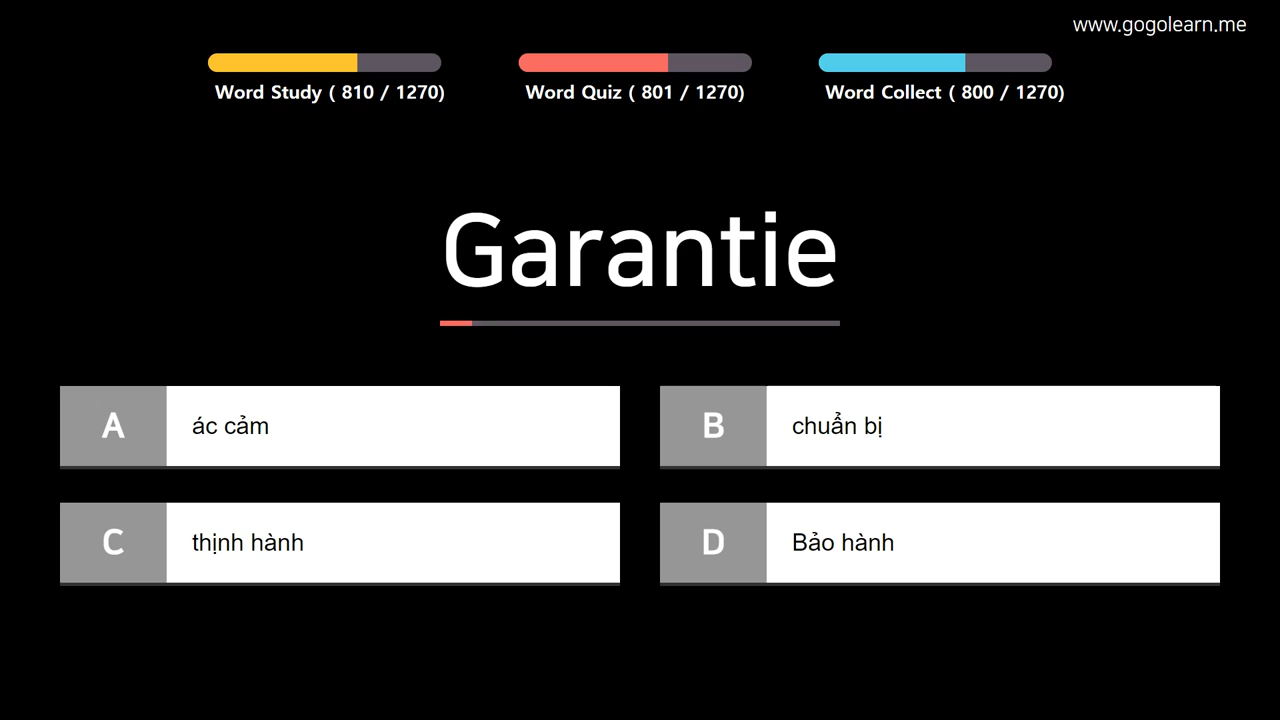 www.gogolearn.me
Word Study ( 810 / 1270)
Word Quiz ( 801 / 1270)
Word Collect ( 800 / 1270)
Garantie
A
ác cảm
B
chuẩn bị
C
thịnh hành
D
Bảo hành